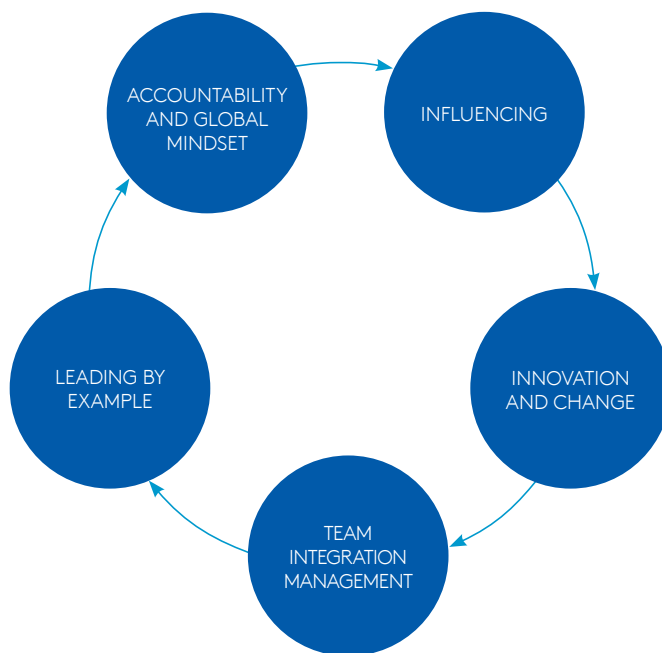 ACCOUNTABILITY
AND GLOBAL
MINDSET
INFLUENCING
INNOVATION
AND CHANGE
TEAM
INTEGRATION
MANAGEMENT
LEADING BY
EXAMPLE